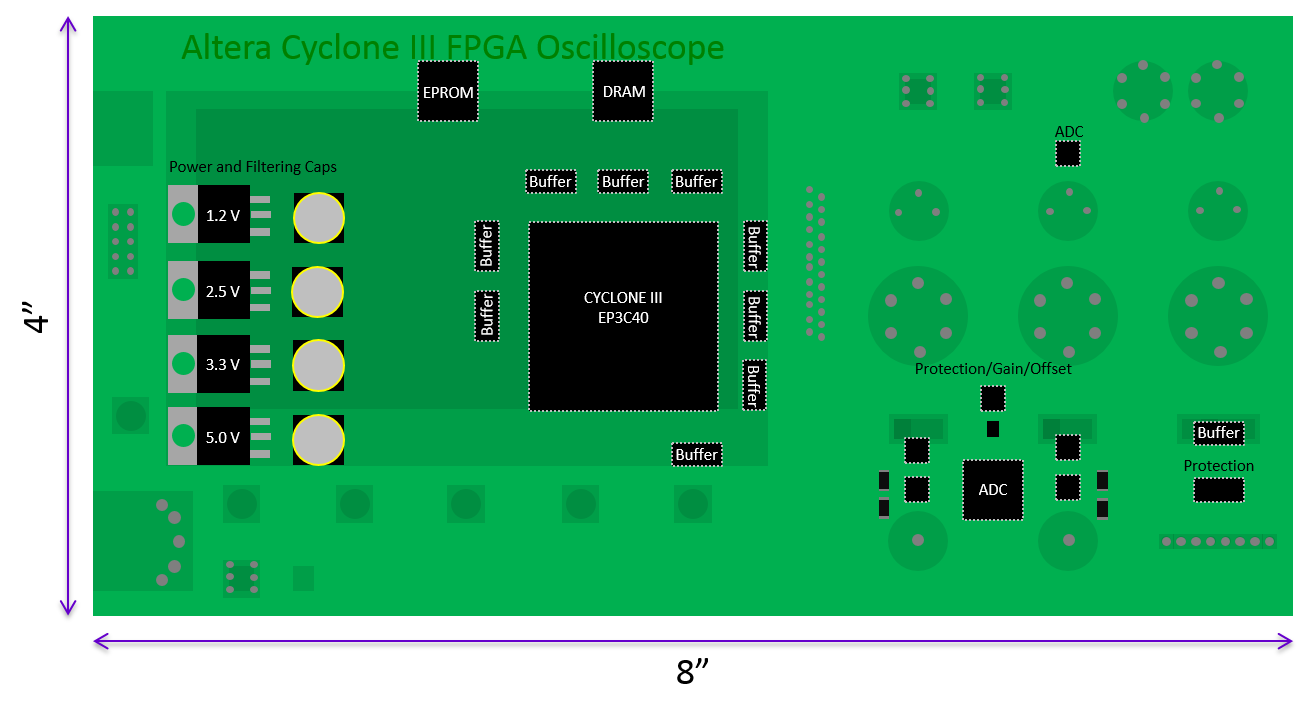 Altera Cyclone III FPGA Oscilloscope
EPROM
DRAM
ADC
Power and Filtering Caps
Buffer
Buffer
Buffer
1.2 V
Buffer
Buffer
2.5 V
CYCLONE III
EP3C40
Buffer
Buffer
4”
3.3 V
Buffer
Protection/Gain/Offset
5.0 V
Buffer
Buffer
Protection
ADC
8”